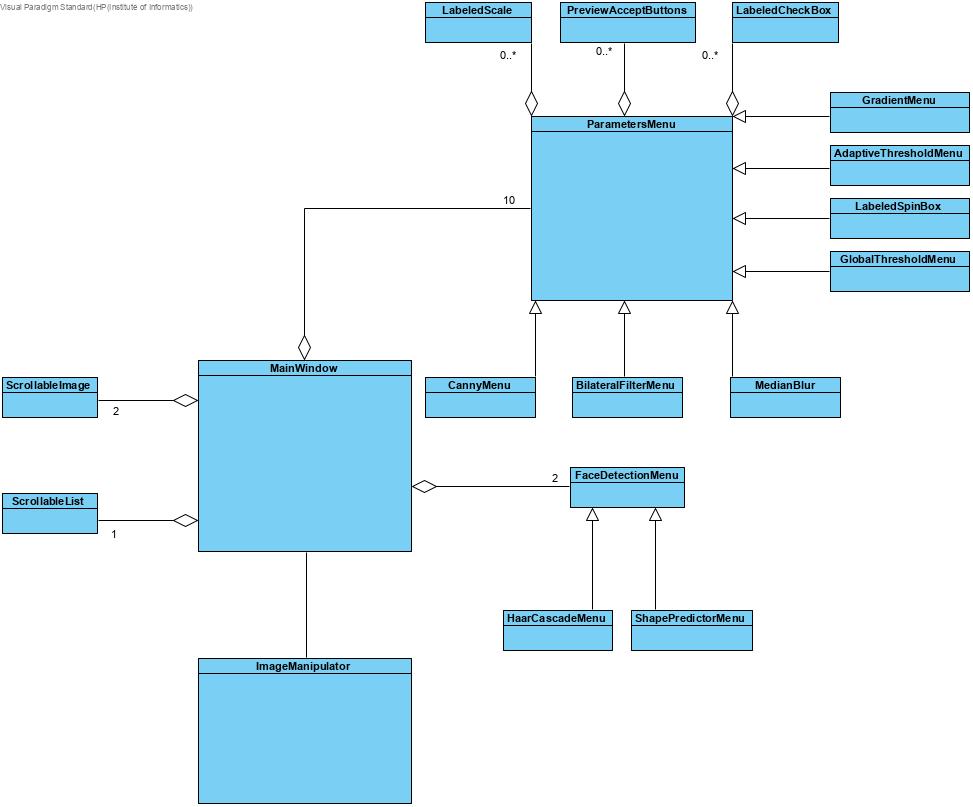 Visual Paradigm Standard(HP(Institute of Informatics))
LabeledScale
PreviewAcceptButtons
LabeledCheckBox
0..*
0..*
0..*
GradientMenu
ParametersMenu
AdaptiveThresholdMenu
10
LabeledSpinBox
GlobalThresholdMenu
MainWindow
ScrollableImage
CannyMenu
BilateralFilterMenu
MedianBlur
2
FaceDetectionMenu
2
ScrollableList
1
HaarCascadeMenu
ShapePredictorMenu
ImageManipulator